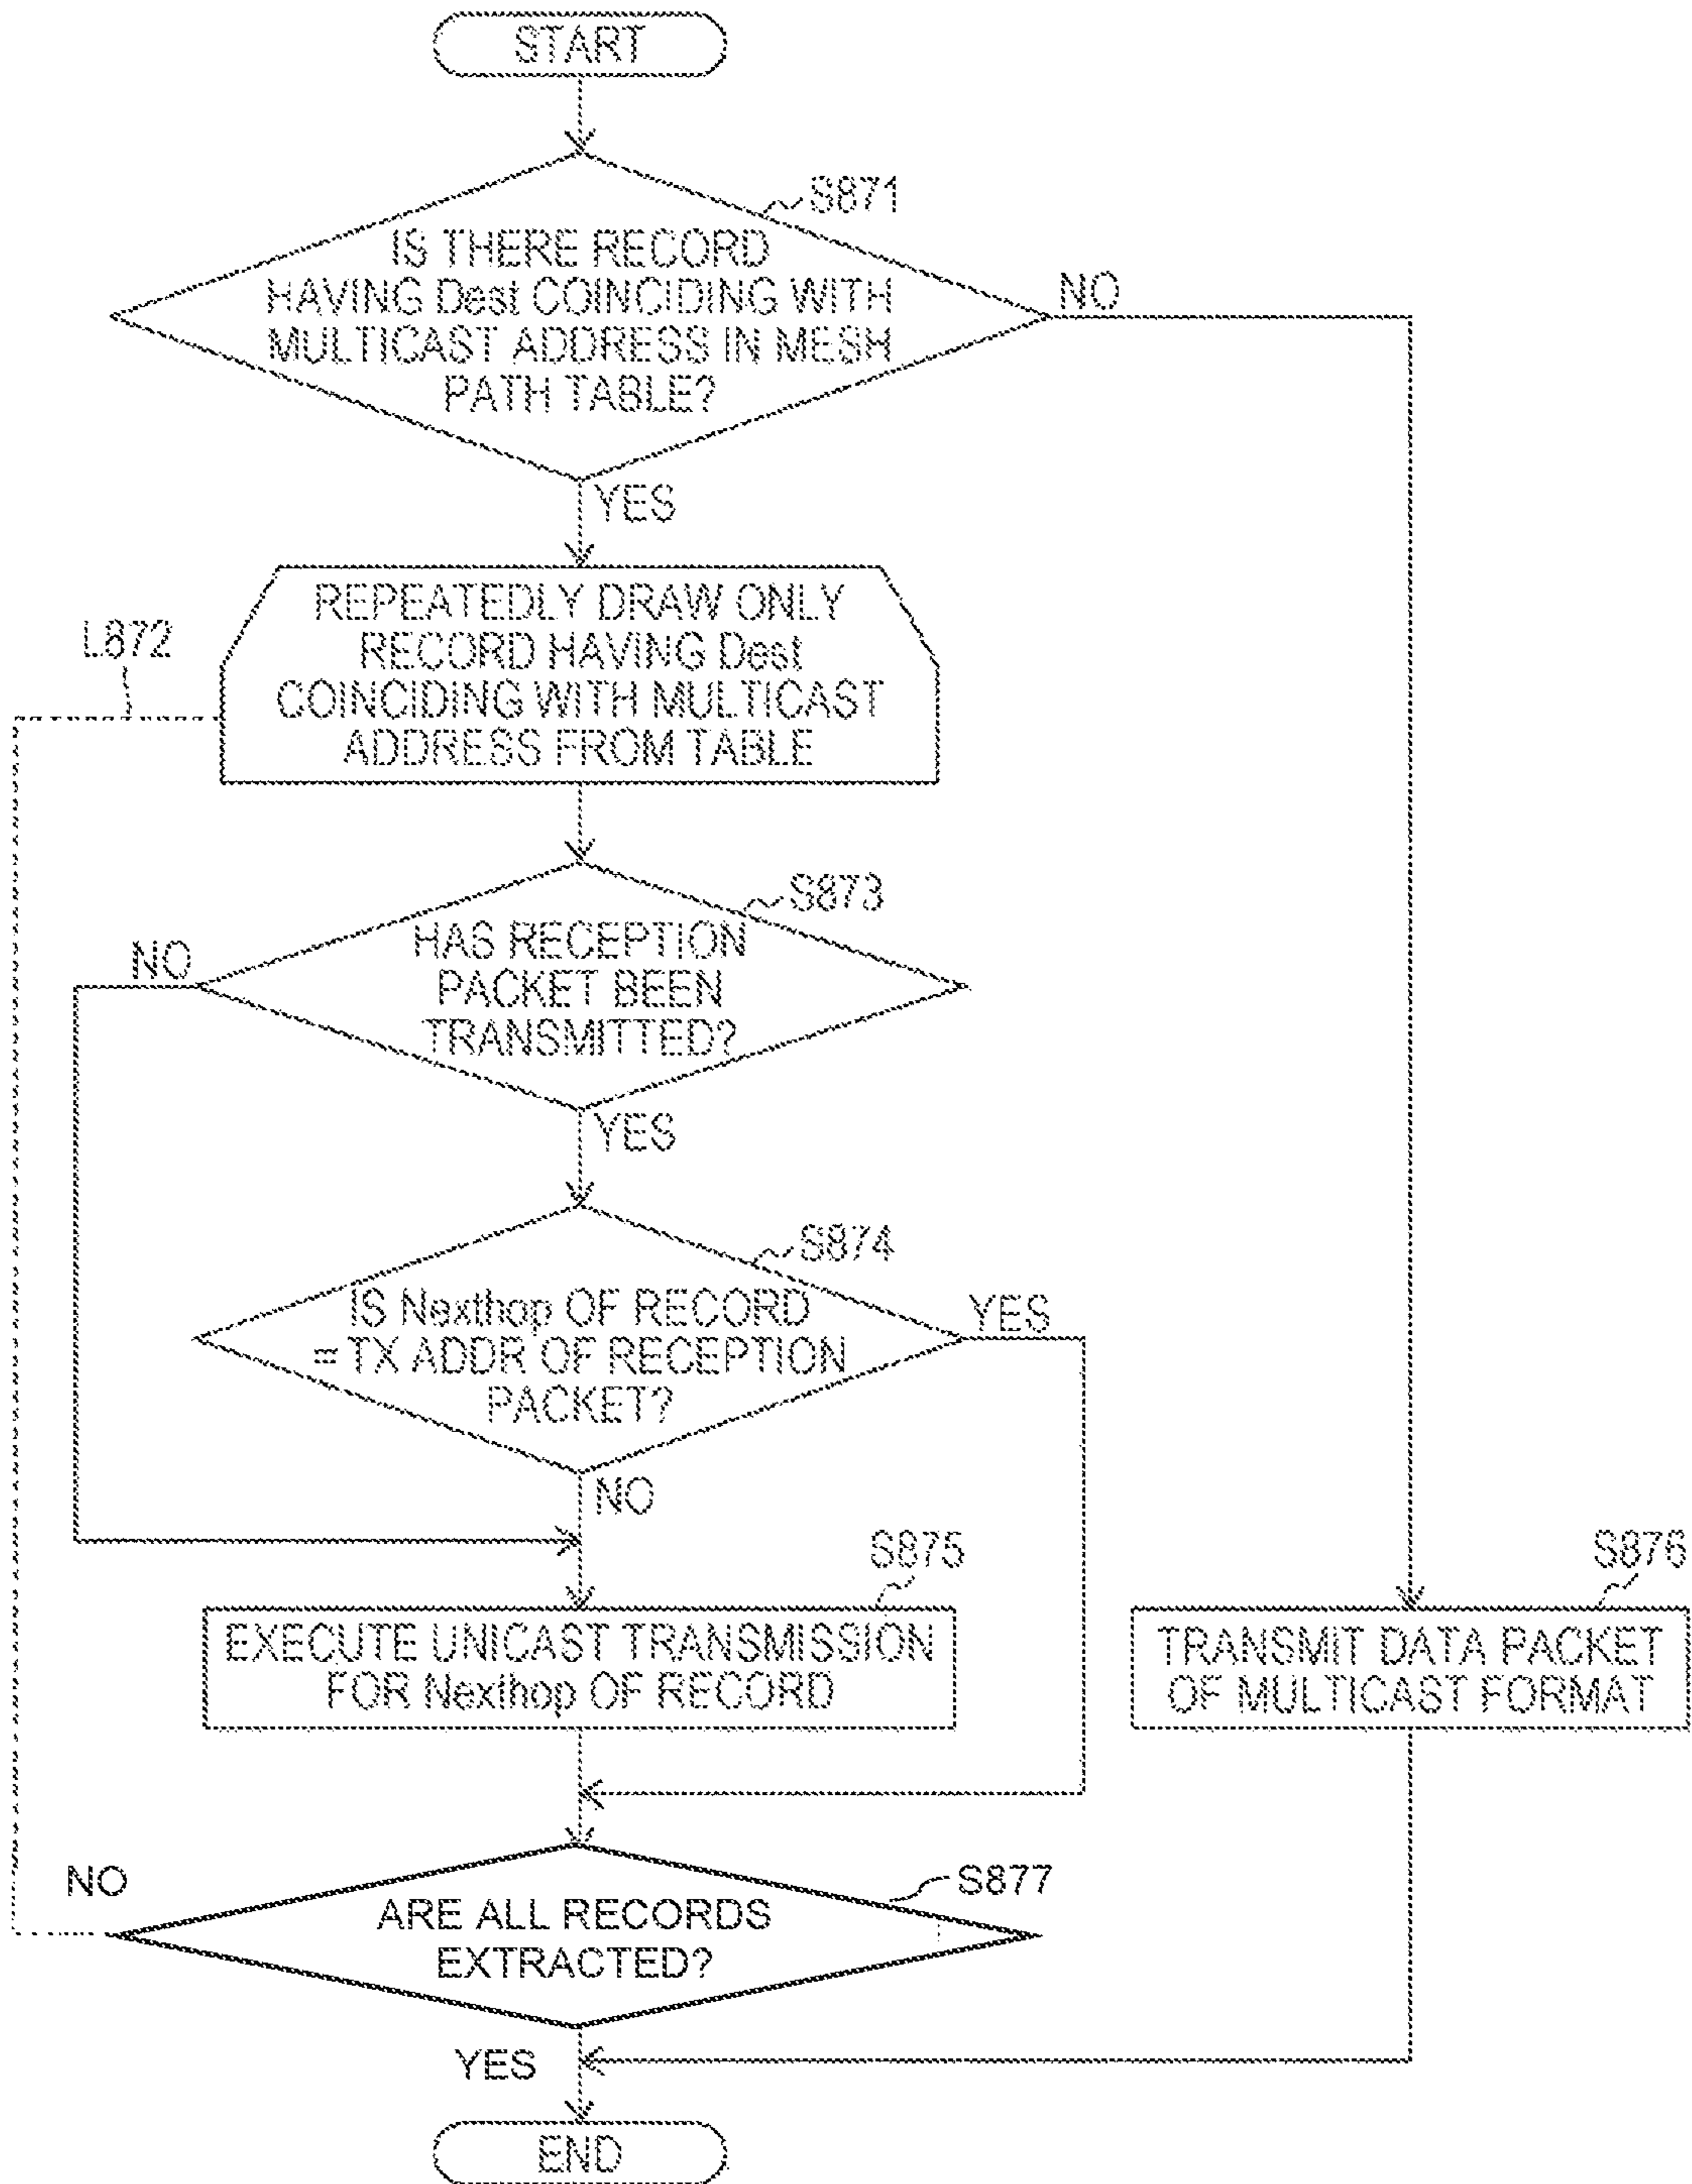 START
S871
IS THERE RECORD
HAVING Dest COINCIDING WITH
MULTICAST ADDRESS IN MESH
PATH TABLE?
NO
YES
L872
REPEATEDLY DRAW ONLY
RECORD HAVING Dest
COINCIDING WITH MULTICAST
ADDRESS FROM TABLE
S873
NO
HAS RECEPTION
PACKET BEEN
TRANSMITTED?
YES
S874
IS Nexthop OF RECORD
= TX ADDR OF RECEPTION
PACKET?
YES
NO
S875
EXECUTE UNICAST TRANSMISSION
FOR Nexthop OF RECORD
S876
TRANSMIT DATA PACKET
OF MULTICAST FORMAT
NO
S877
ARE ALL RECORDS
EXTRACTED?
YES
END